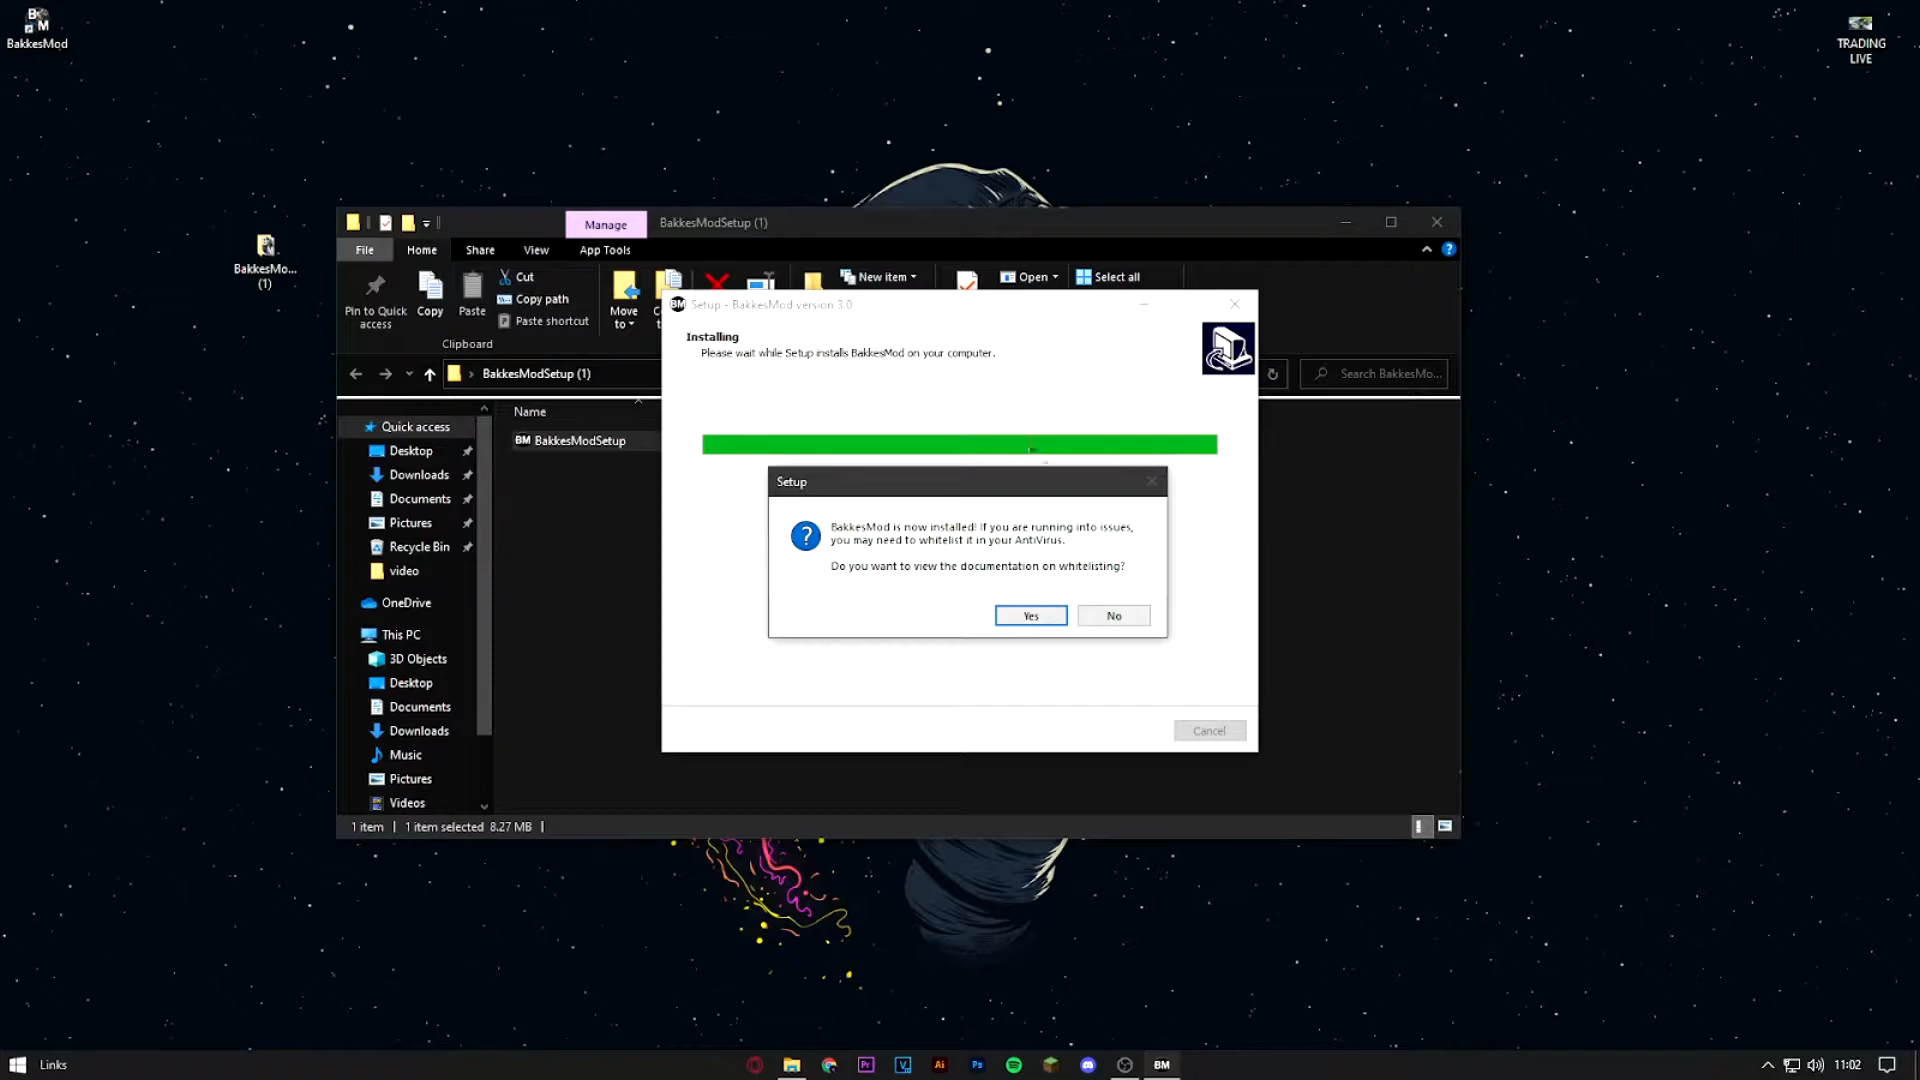 BakkesMod
TRADING
LIVE
BakkesMo...
(1)
Manage
BakkesModSetup (1)
File
Home
Share
View
App Tools
Pin to Quick
access
Copy
Paste
Cut
Copy path
Paste shortcut
Clipboard
Move
to
New item
Open
Select all
BakkesModSetup (1)
Search BakkesMo...
Name
BM BakkesModSetup
Quick access
Desktop
Downloads
Documents
Pictures
Recycle Bin
video
OneDrive
This PC
3D Objects
Desktop
Documents
Downloads
Music
Pictures
Videos
1 item
1 item selected 8.27 MB
BM Setup - BakkesMod version 3.0
Installing
Please wait while Setup installs BakkesMod on your computer.
Setup
BakkesMod is now installed! If you are running into issues,
you may need to whitelist it in your AntiVirus.
Do you want to view the documentation on whitelisting?
Yes
No
Cancel
Links
Pr
Ai
Ps
BM
11:02